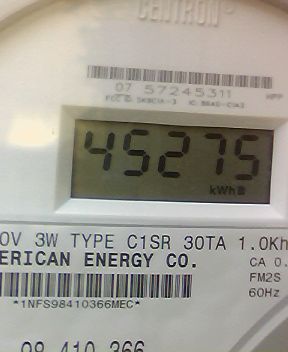 CENTRON
07 57245311
45275
kWh
0V 3W TYPE C1SR 30TA 1.0Kh
ERICAN ENERGY CO.
CA 0.
FM2S
60Hz
*1NFS98410366MEC*
98 410 366